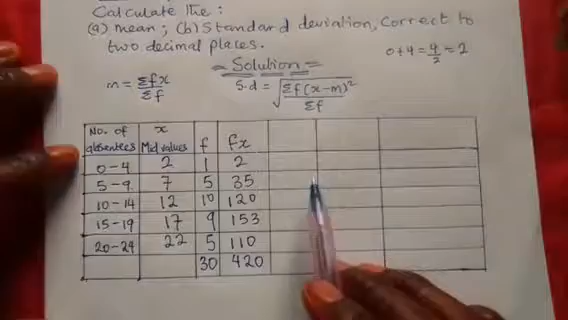 Calculate the:
(a) mean; (b) Standard deviation, Correct to
two decimal places.
0+4=4/2=2
= Solution =
m = Σfx/Σf
S.d = √Σf(x-m)²/Σf
No. of absentees x Mid values f fx
0-4 2 1 2
5-9 7 5 35
10-14 12 10 120
15-19 17 9 153
20-24 22 5 110
30 420